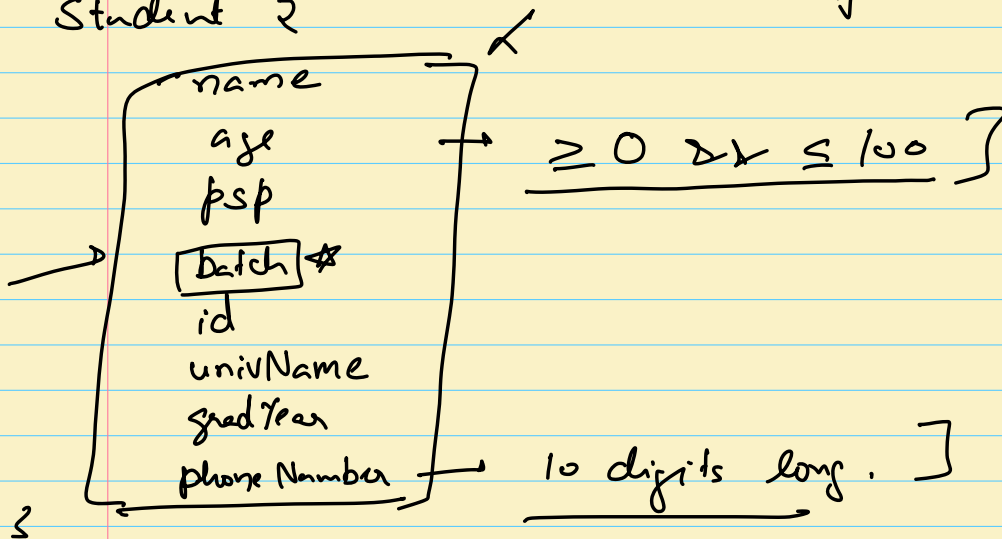 Student {
name
age → ≥ 0 && ≤ 100 ]
psp
batch ☆
id
univName
gradYear
phoneNumber → 10 digits long. ]
}